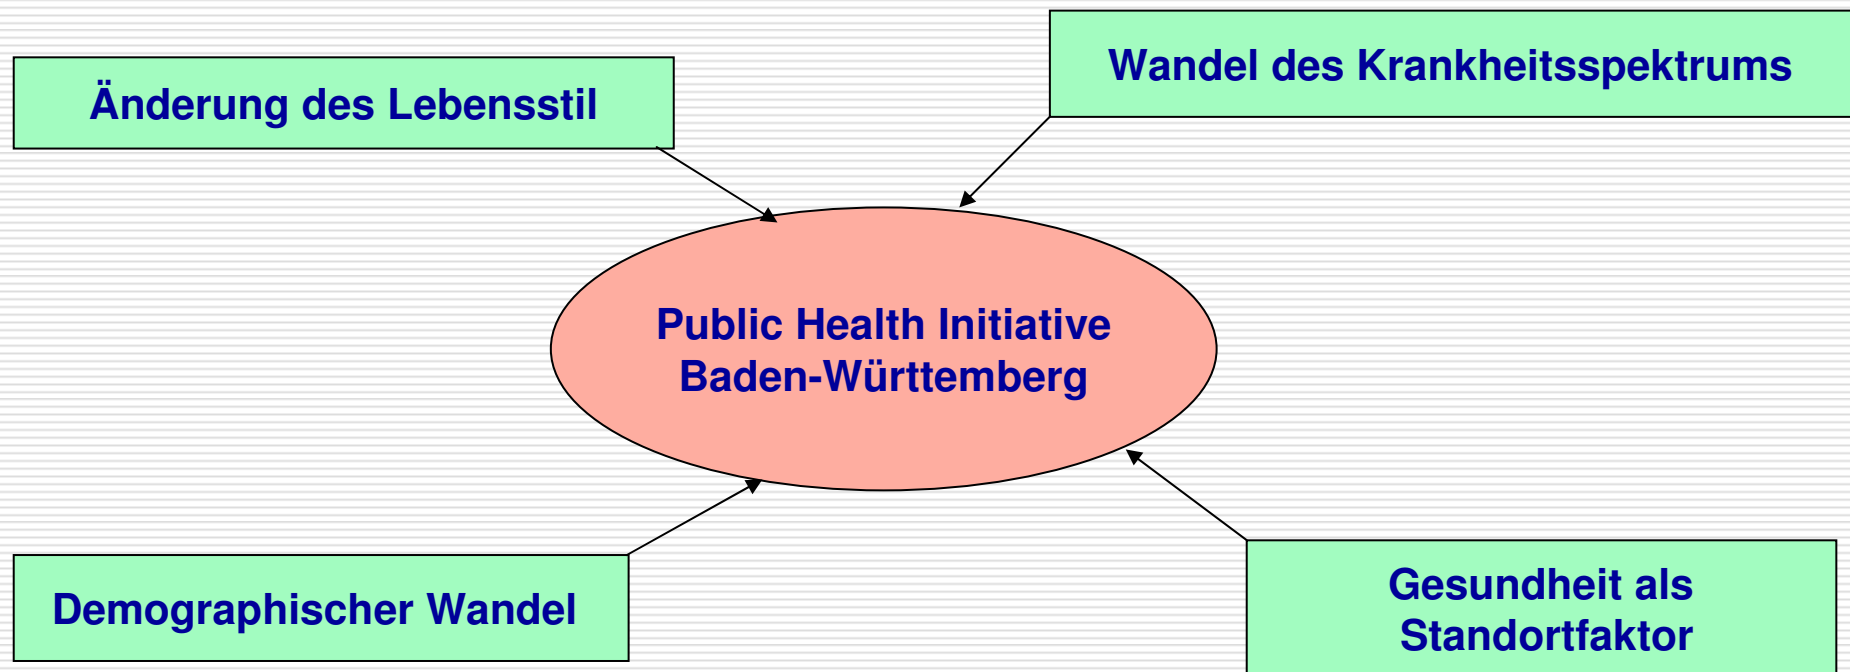 Änderung des Lebensstil
Wandel des Krankheitsspektrums
Public Health Initiative
Baden-Württemberg
Demographischer Wandel
Gesundheit als
Standortfaktor